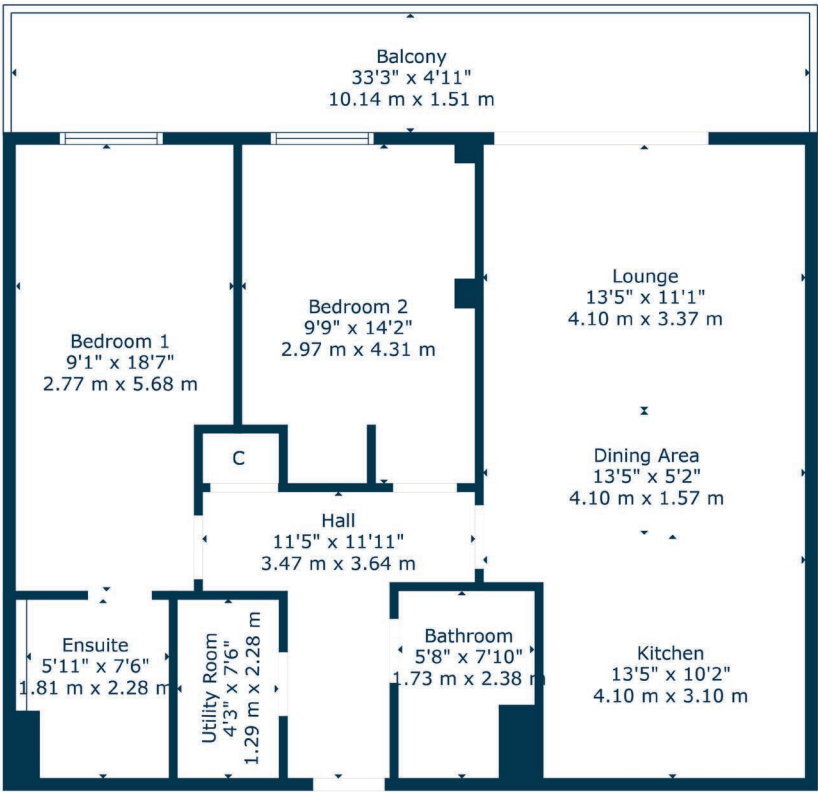 Balcony
33'3" x 4'11"
10.14 m x 1.51 m
Bedroom 1
9'1" x 18'7"
2.77 m x 5.68 m
Bedroom 2
9'9" x 14'2"
2.97 m x 4.31 m
Lounge
13'5" x 11'1"
4.10 m x 3.37 m
C
Dining Area
13'5" x 5'2"
4.10 m x 1.57 m
Hall
11'5" x 11'11"
3.47 m x 3.64 m
Ensuite
5'11" x 7'6"
1.81 m x 2.28 m
Utility Room
4'3" x 7'6"
1.29 m x 2.28 m
Bathroom
5'8" x 7'10"
1.73 m x 2.38 m
Kitchen
13'5" x 10'2"
4.10 m x 3.10 m